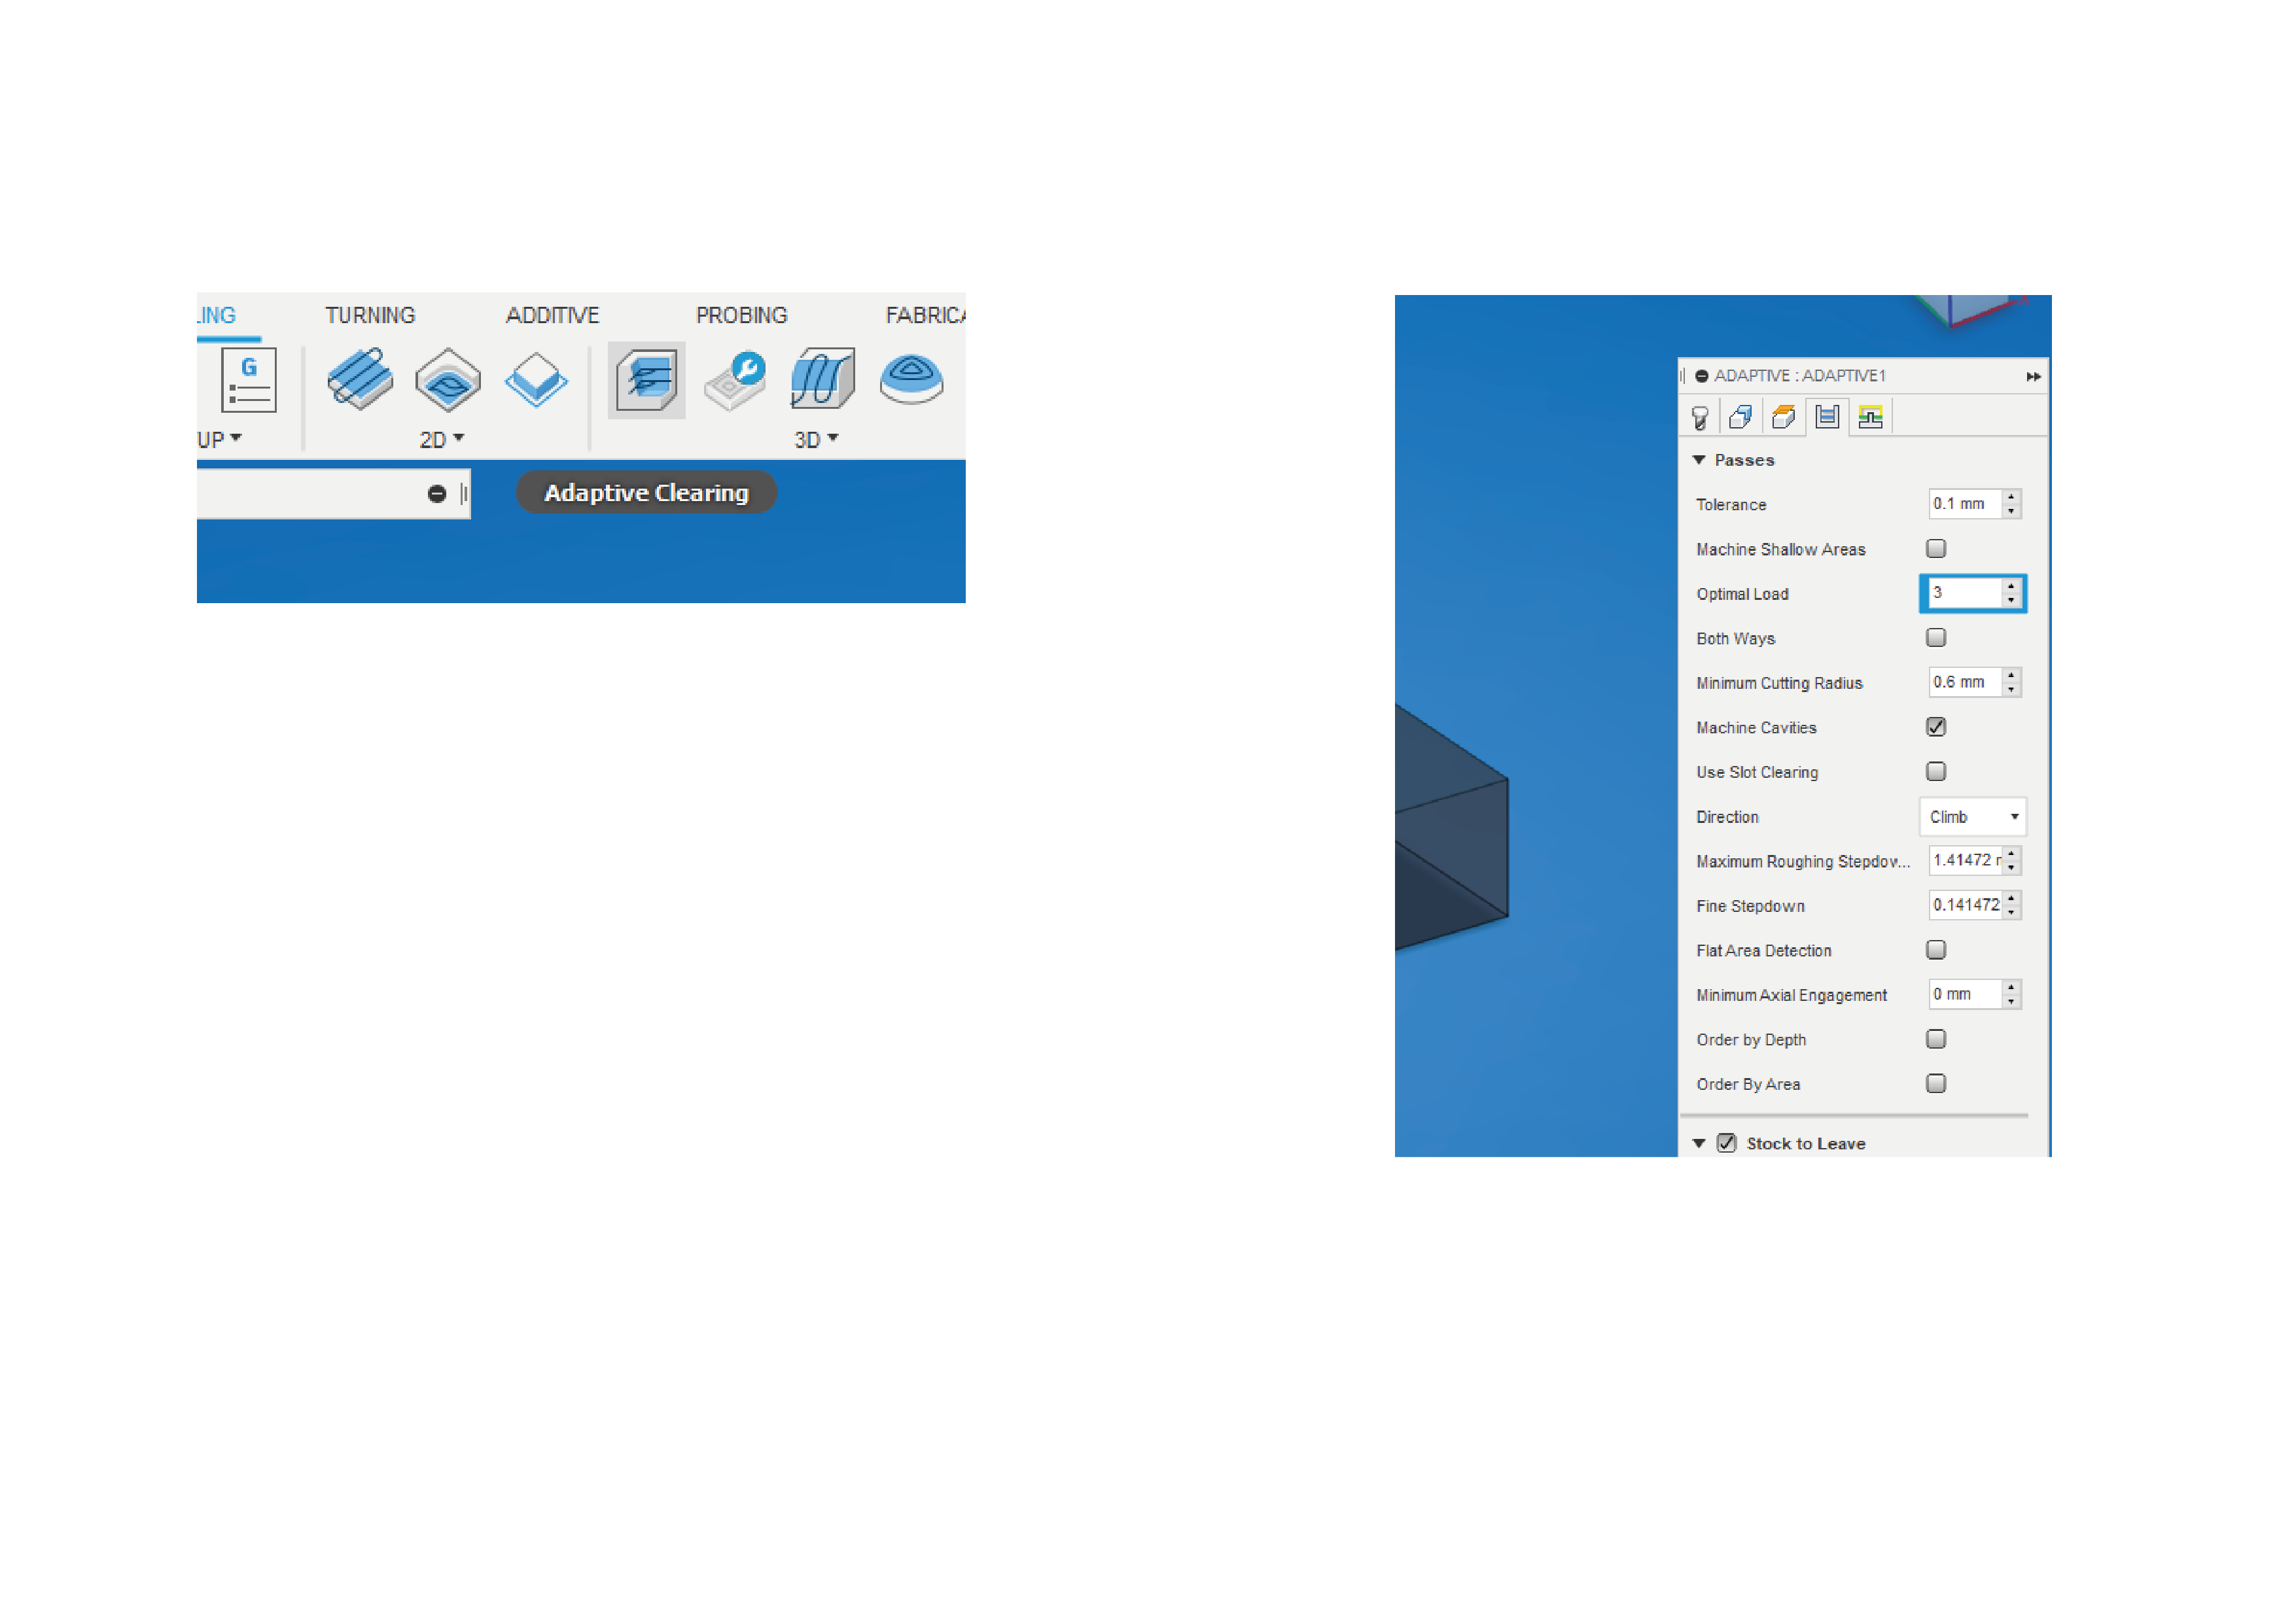 LING TURNING ADDITIVE PROBING FABRICA
G
UP 2D 3D
Adaptive Clearing
ADAPTIVE : ADAPTIVE1
Passes
Tolerance 0.1 mm
Machine Shallow Areas
Optimal Load 3
Both Ways
Minimum Cutting Radius 0.6 mm
Machine Cavities
Use Slot Clearing
Direction Climb
Maximum Roughing Stepdov... 1.41472 r
Fine Stepdown 0.141472
Flat Area Detection
Minimum Axial Engagement 0 mm
Order by Depth
Order By Area
Stock to Leave